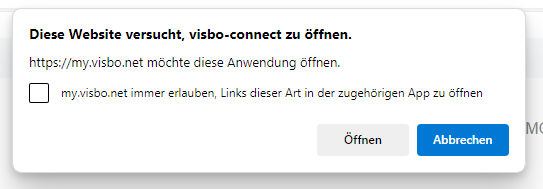 Diese Website versucht, visbo-connect zu öffnen.
https://my.visbo.net möchte diese Anwendung öffnen.
my.visbo.net immer erlauben, Links dieser Art in der zugehörigen App zu öffnen
Öffnen Abbrechen